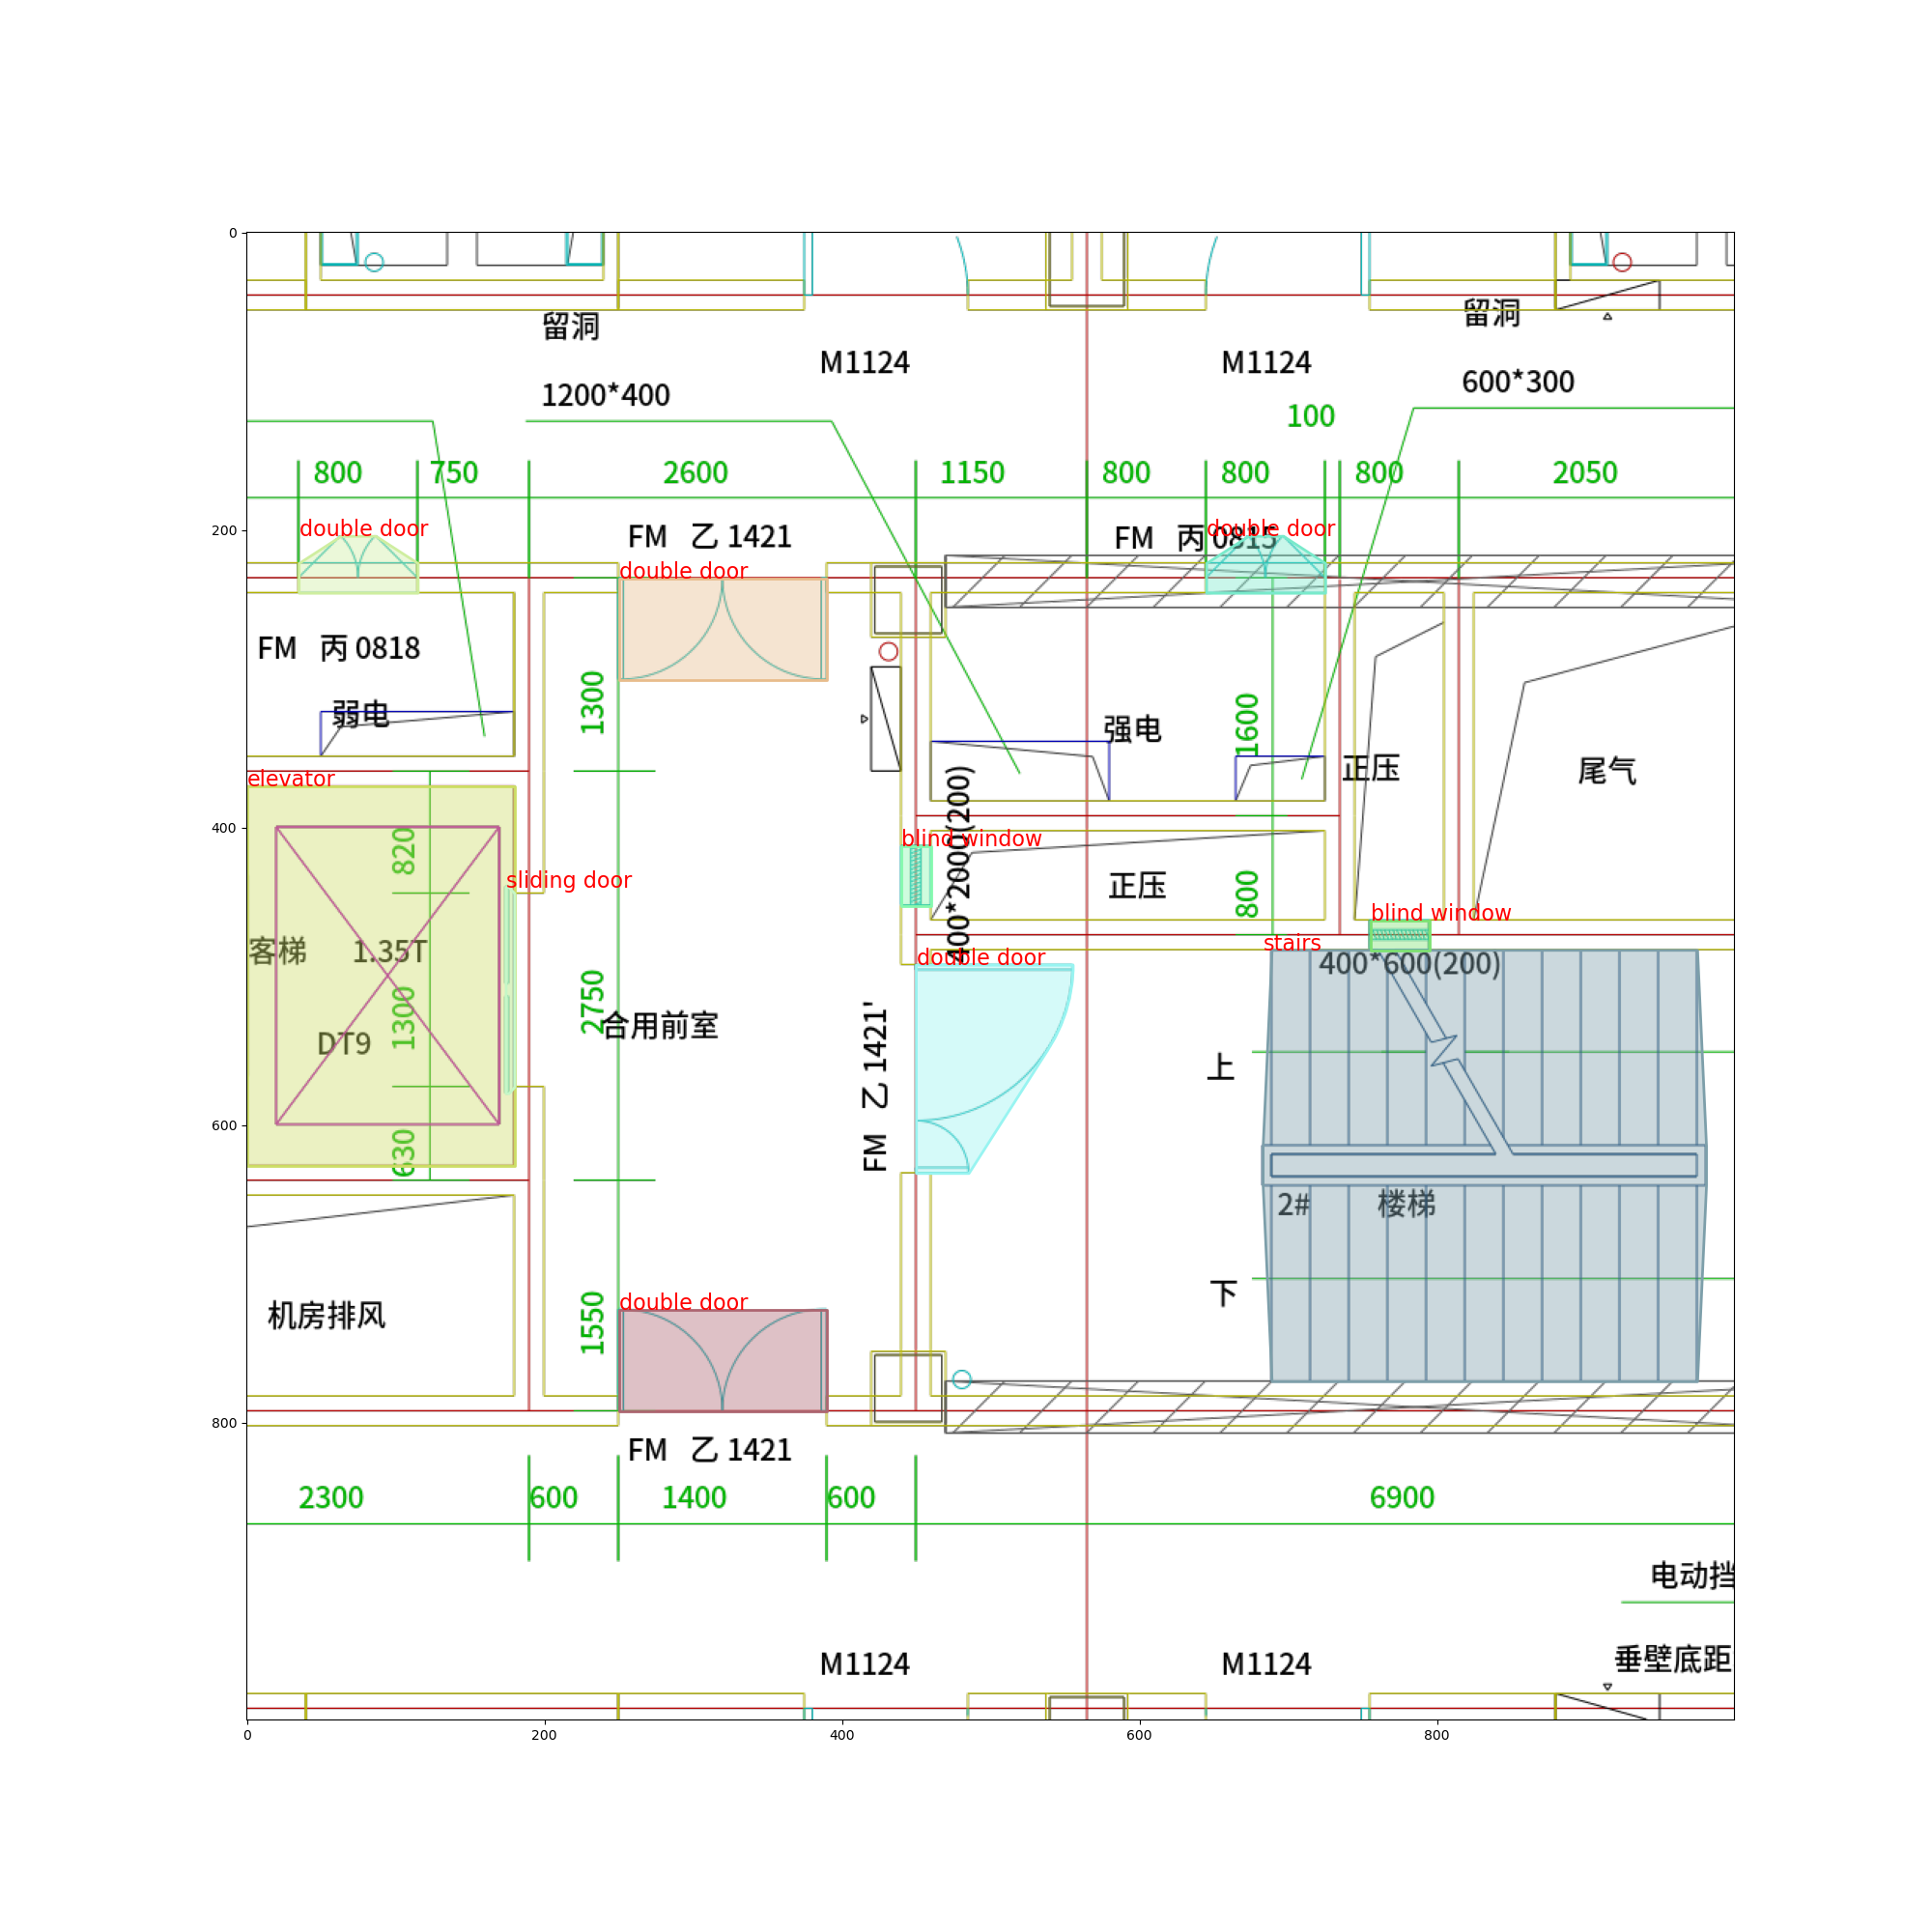 0
留洞
留洞
M1124
M1124
600*300
1200*400
100
800
750
2600
1150
800
800
800
2050
200
double door
double door
FM 乙 1421
FM 丙 0815
double door
FM 丙 0818
1300
弱电
强电
1600
正压
尾气
elevator
400
820
blind window
400*2000(200)
sliding door
正压
800
blind window
客梯 1.35T
stairs
400*600(200)
double door
1300
2750
DT9
合用前室
FM 乙 1421'
上
600
630
2# 楼梯
下
机房排风
double door
1550
800
FM 乙 1421
2300
600
1400
600
6900
电动挡
垂壁底距
M1124
M1124
0
200
400
600
800